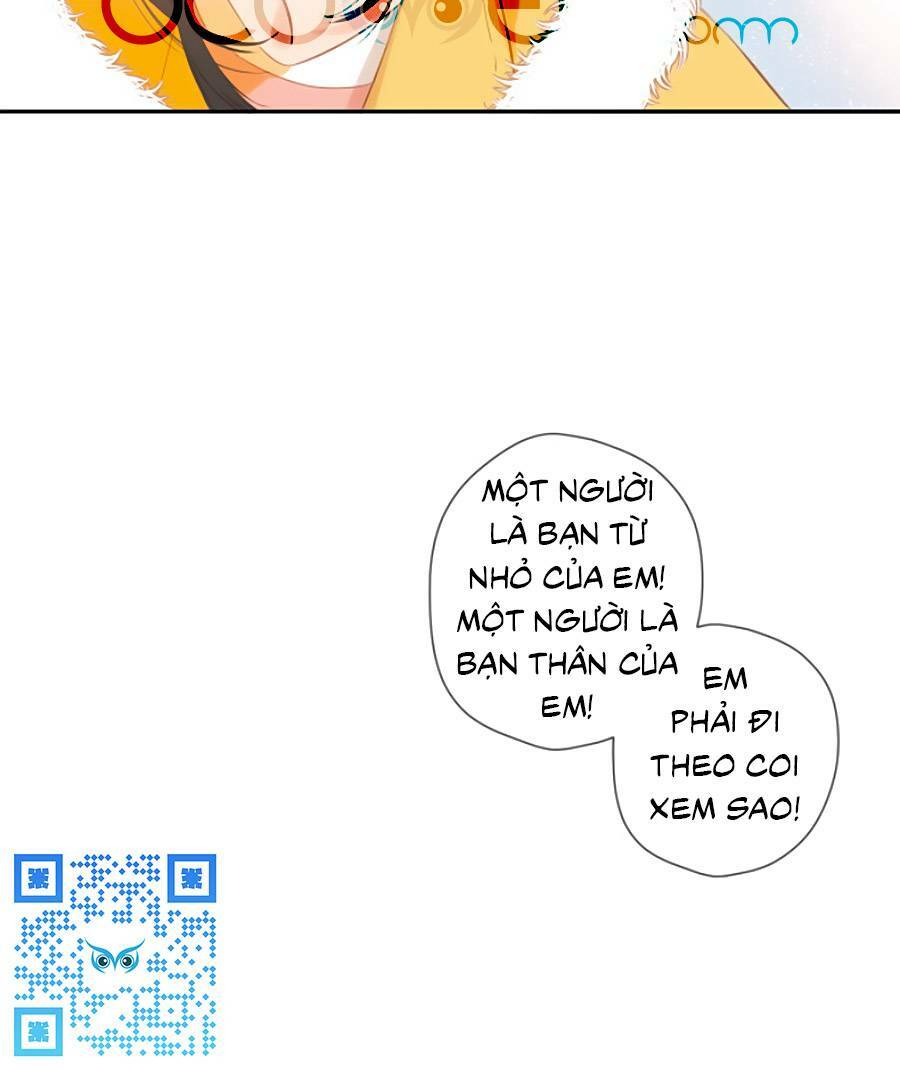 MỘT NGƯỜI
LÀ BẠN TỪ
NHỎ CỦA EM!
MỘT NGƯỜI LÀ
BẠN THÂN CỦA
EM!
EM
PHẢI ĐI
THEO COI
XEM SAO!